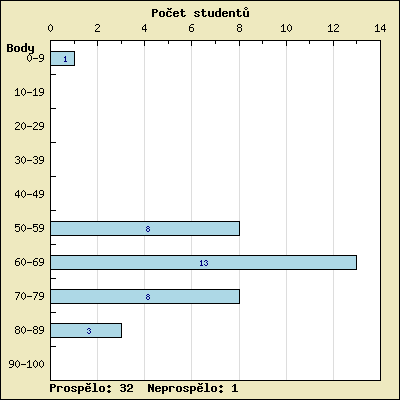 Počet studentů
0 2 4 6 8 10 12 14
Body
0-9 1
10-19
20-29
30-39
40-49
50-59 8
60-69 13
70-79 8
80-89 3
90-100
Prospělo: 32 Neprospělo: 1